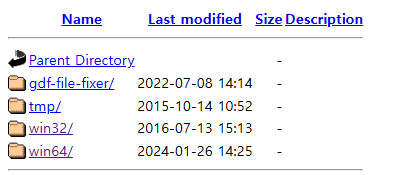 Name Last modified Size Description
Parent Directory -
gdf-file-fixer/ 2022-07-08 14:14 -
tmp/ 2015-10-14 10:52 -
win32/ 2016-07-13 15:13 -
win64/ 2024-01-26 14:25 -